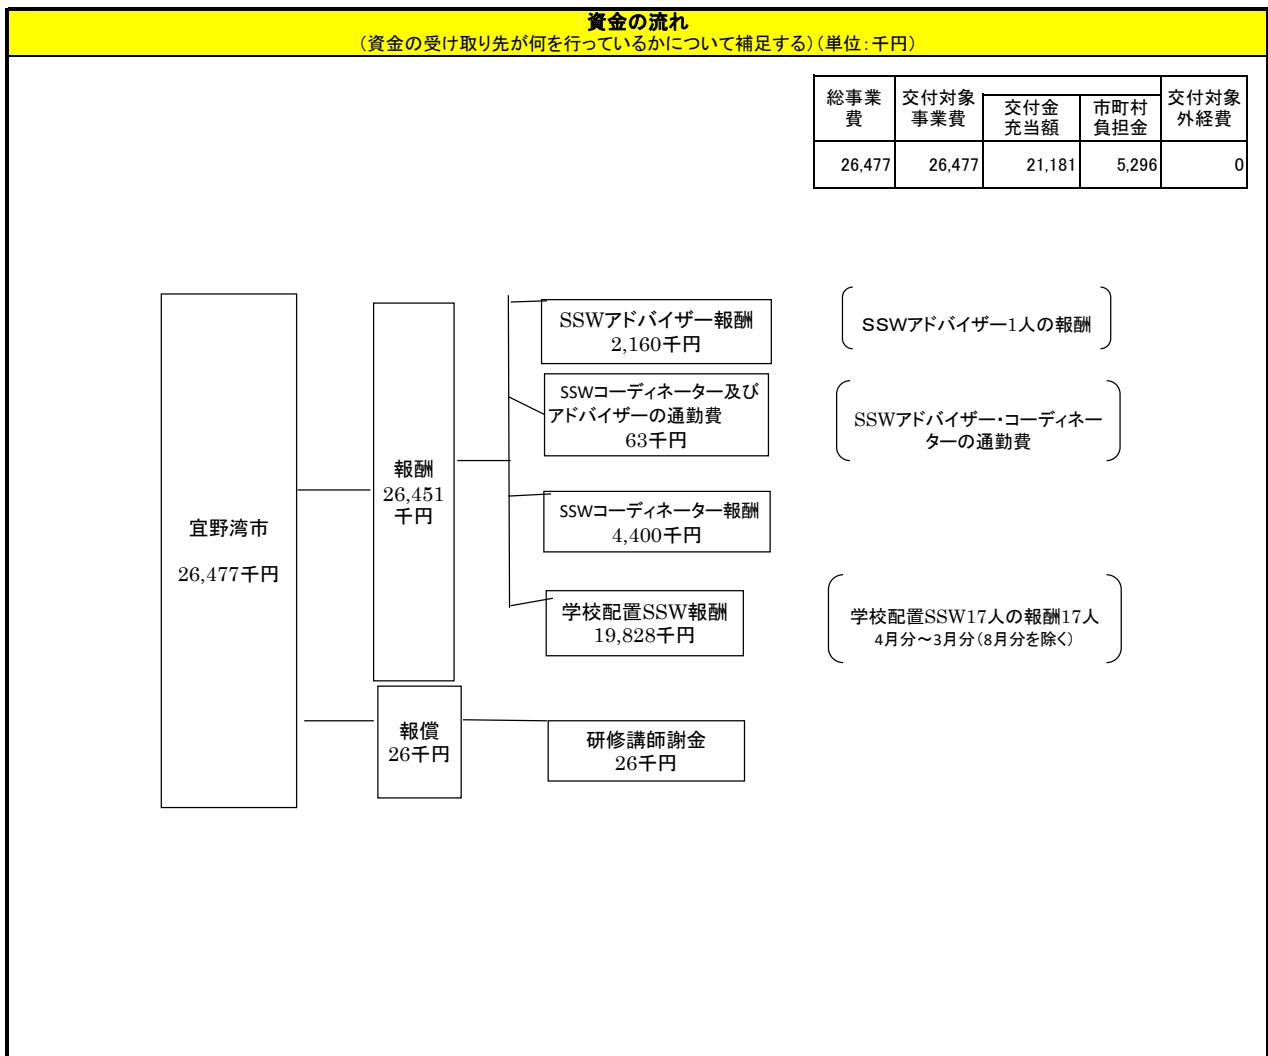 資金の流れ
（資金の受け取り先が何を行っているかについて補足する）（単位：千円）
総事業
費
交付対象
事業費
交付金
充当額
市町村
負担金
交付対象
外経費
26,477
26,477
21,181
5,296
0
宜野湾市
26,477千円
報酬
26,451
千円
SSWアドバイザー報酬
2,160千円
SSWアドバイザー1人の報酬
SSWコーディネーター及び
アドバイザーの通勤費
63千円
SSWアドバイザー・コーディネー
ターの通勤費
SSWコーディネーター報酬
4,400千円
学校配置SSW報酬
19,828千円
学校配置SSW17人の報酬17人
4月分～3月分（8月分を除く）
報償
26千円
研修講師謝金
26千円